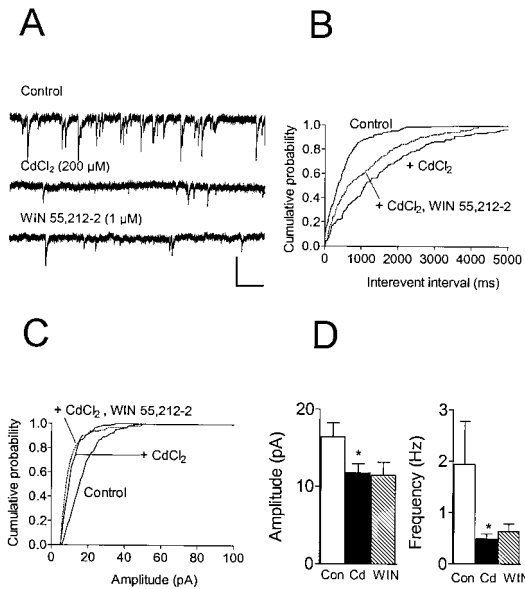 A
B
Control
CdCl2 (200 µM)
WIN 55,212-2 (1 µM)
Cumulative probability
1.0
0.8
0.6
0.4
0.2
0.0
Control
+ CdCl2
+ CdCl2, WIN 55,212-2
0 1000 2000 3000 4000 5000
Interevent interval (ms)
C
D
Cumulative probability
1.0
0.8
0.6
0.4
0.2
0.0
+ CdCl2 , WIN 55,212-2
+ CdCl2
Control
0 20 40 60 80 100
Amplitude (pA)
Amplitude (pA)
20
15
10
5
0
*
Con Cd WIN
Frequency (Hz)
3
2
1
0
*
Con Cd WIN